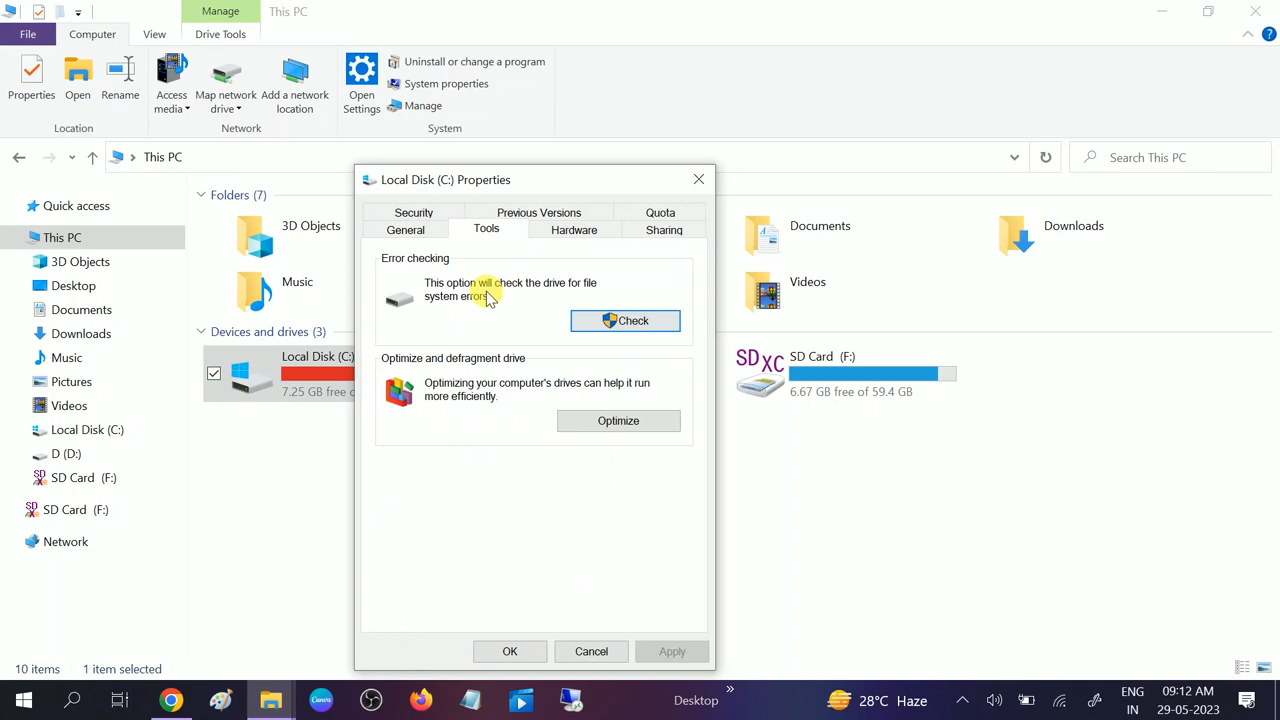 Manage
This PC
File
Computer
View
Drive Tools
Properties
Open
Rename
Access
media
Map network
drive
Add a network
location
Open
Settings
Uninstall or change a program
System properties
Manage
Location
Network
System
This PC
Search This PC
Quick access
This PC
3D Objects
Desktop
Documents
Downloads
Music
Pictures
Videos
Local Disk (C:)
D (D:)
SD Card (F:)
SD Card (F:)
Network
Folders (7)
3D Objects
Music
Documents
Videos
Downloads
Devices and drives (3)
Local Disk (C:)
7.25 GB free o
SD XC
SD Card (F:)
6.67 GB free of 59.4 GB
Local Disk (C:) Properties
Security
Previous Versions
Quota
General
Tools
Hardware
Sharing
Error checking
This option will check the drive for file
system errors
Check
Optimize and defragment drive
Optimizing your computer's drives can help it run
more efficiently.
Optimize
OK
Cancel
Apply
10 items
1 item selected
Canva
Desktop
28°C Haze
ENG
IN
09:12 AM
29-05-2023